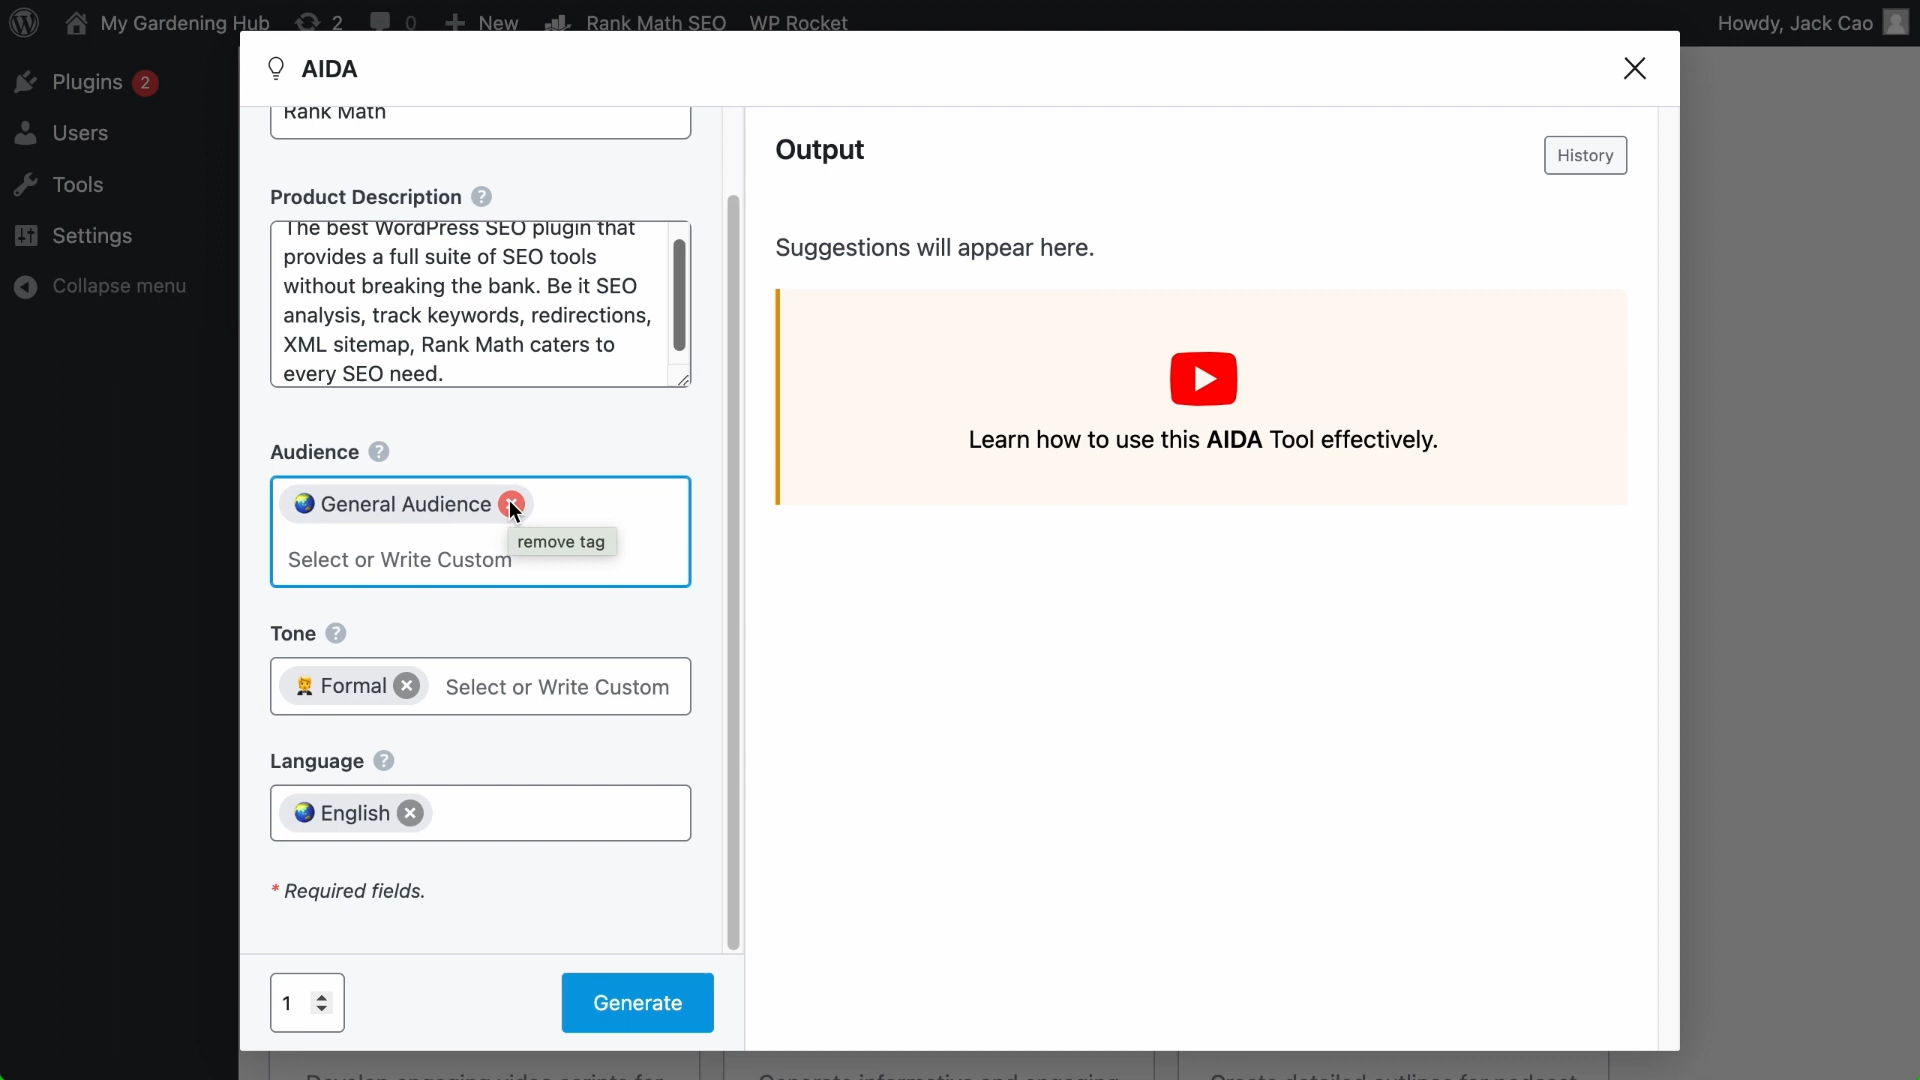 My Gardening Hub 2 0 New Rank Math SEO WP Rocket Howdy, Jack Cao
Plugins 2
Users
Tools
Settings
Collapse menu
AIDA
Rank Math
Product Description ?
The best WordPress SEO plugin that
provides a full suite of SEO tools
without breaking the bank. Be it SEO
analysis, track keywords, redirections,
XML sitemap, Rank Math caters to
every SEO need.
Audience ?
General Audience
remove tag
Select or Write Custom
Tone ?
Formal Select or Write Custom
Language ?
English
* Required fields.
1
Generate
Output
History
Suggestions will appear here.
Learn how to use this AIDA Tool effectively.